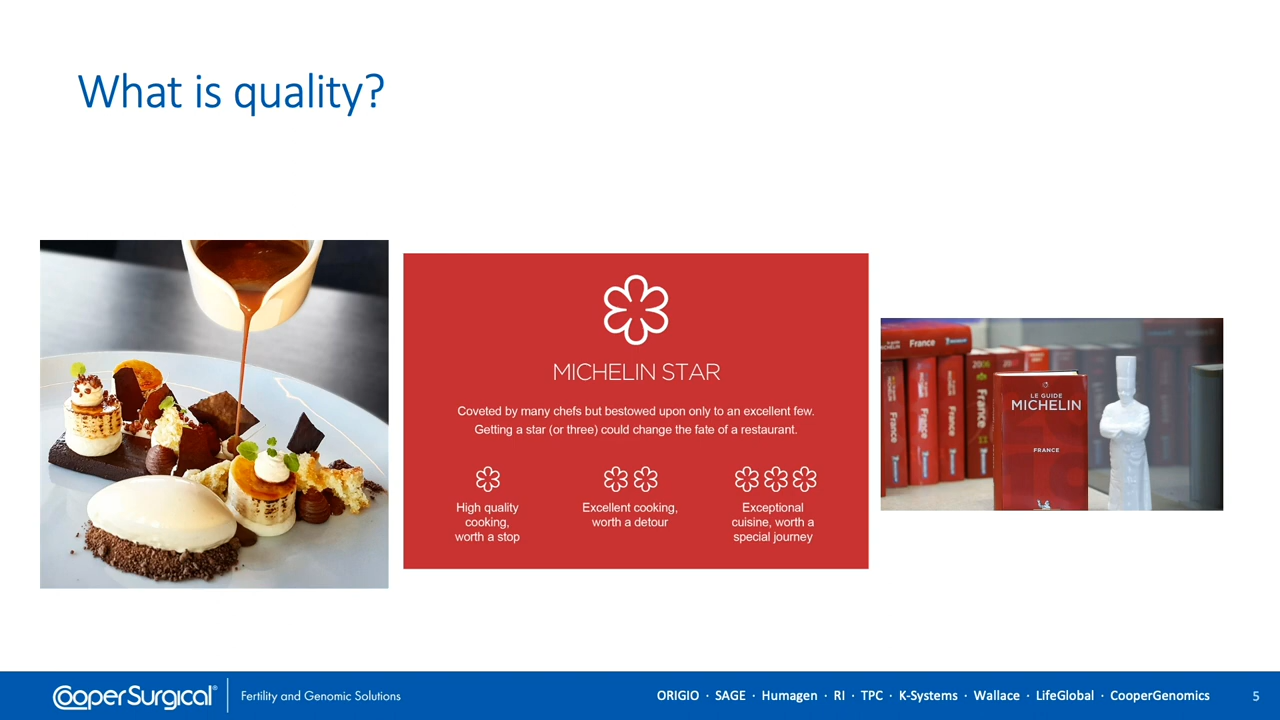 What is quality?
MICHELIN STAR
Coveted by many chefs but bestowed upon only to an excellent few.
Getting a star (or three) could change the fate of a restaurant.
High quality
cooking,
worth a stop
Excellent cooking,
worth a detour
Exceptional
cuisine, worth a
special journey
France
France
France
LE GUIDE
MICHELIN
FRANCE
CooperSurgical®
Fertility and Genomic Solutions
ORIGIO · SAGE · Humagen · RI · TPC · K-Systems · Wallace · LifeGlobal · CooperGenomics
5